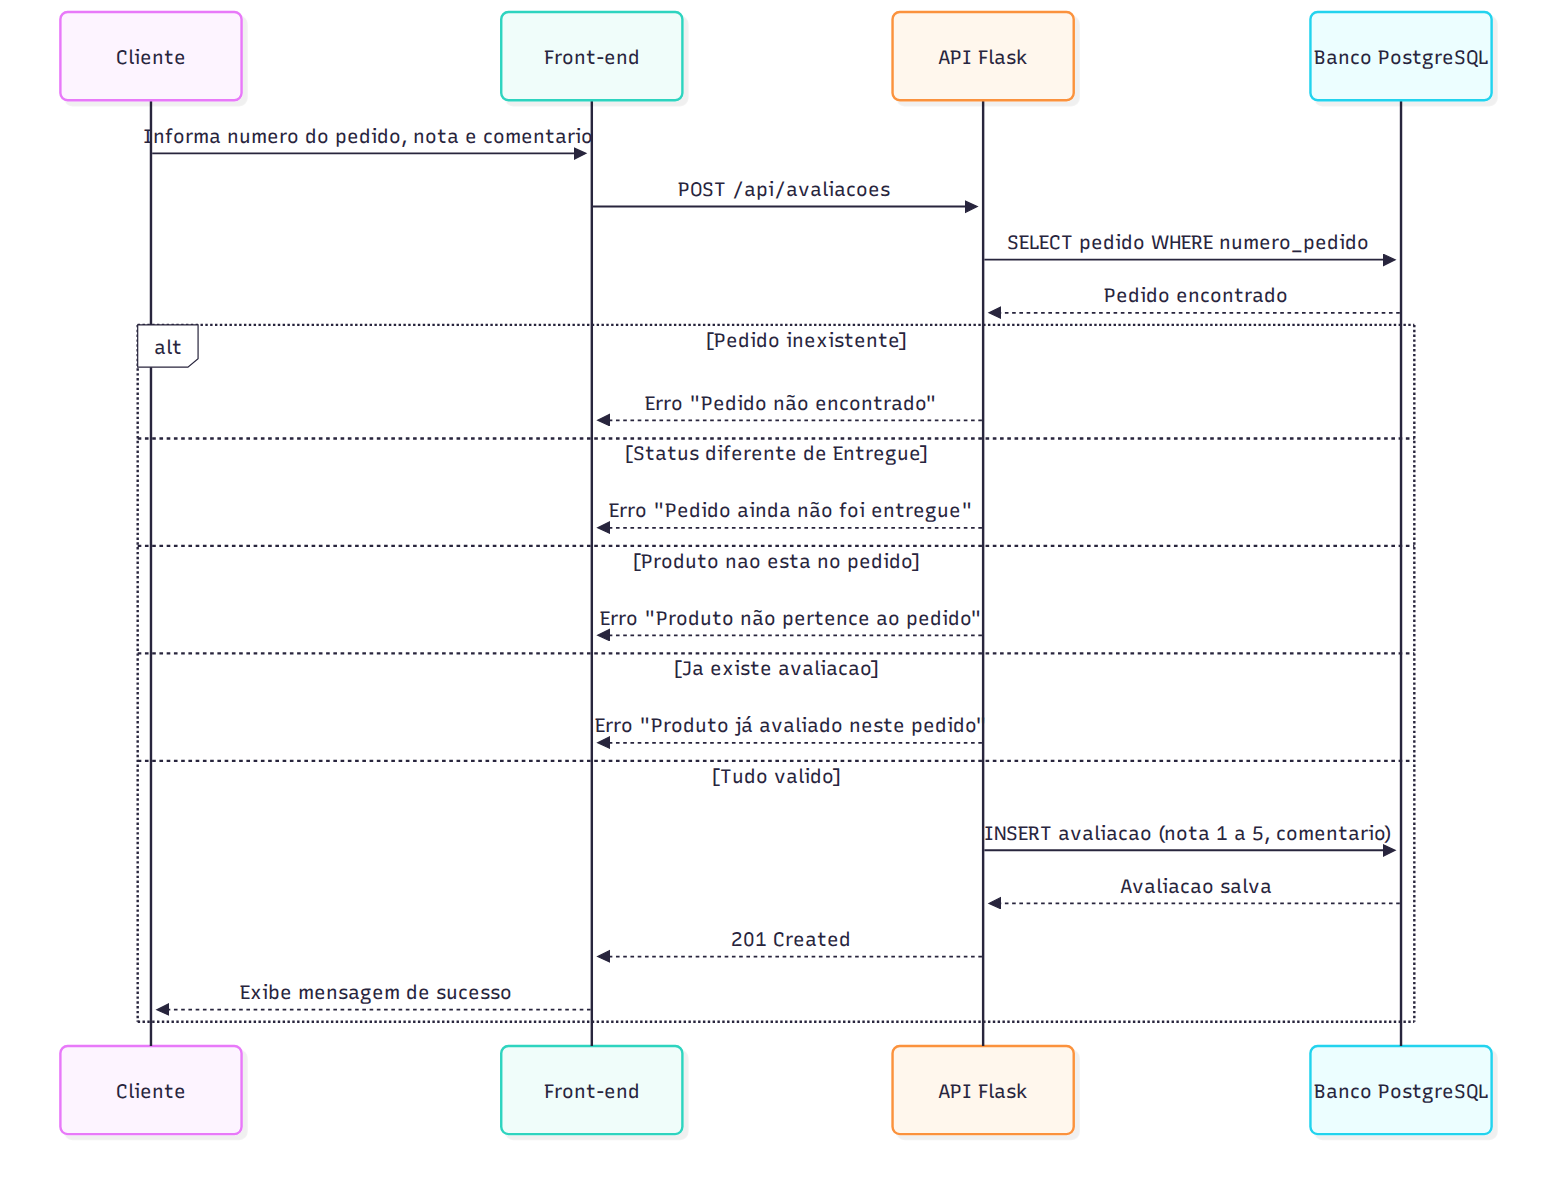 Cliente
Front-end
API Flask
Banco PostgreSQL
Informa numero do pedido, nota e comentario
POST /api/avaliacoes
SELECT pedido WHERE numero_pedido
Pedido encontrado
alt
[Pedido inexistente]
Erro "Pedido não encontrado"
[Status diferente de Entregue]
Erro "Pedido ainda não foi entregue"
[Produto nao esta no pedido]
Erro "Produto não pertence ao pedido"
[Ja existe avaliacao]
Erro "Produto já avaliado neste pedido"
[Tudo valido]
INSERT avaliacao (nota 1 a 5, comentario)
Avaliacao salva
201 Created
Exibe mensagem de sucesso
Cliente
Front-end
API Flask
Banco PostgreSQL